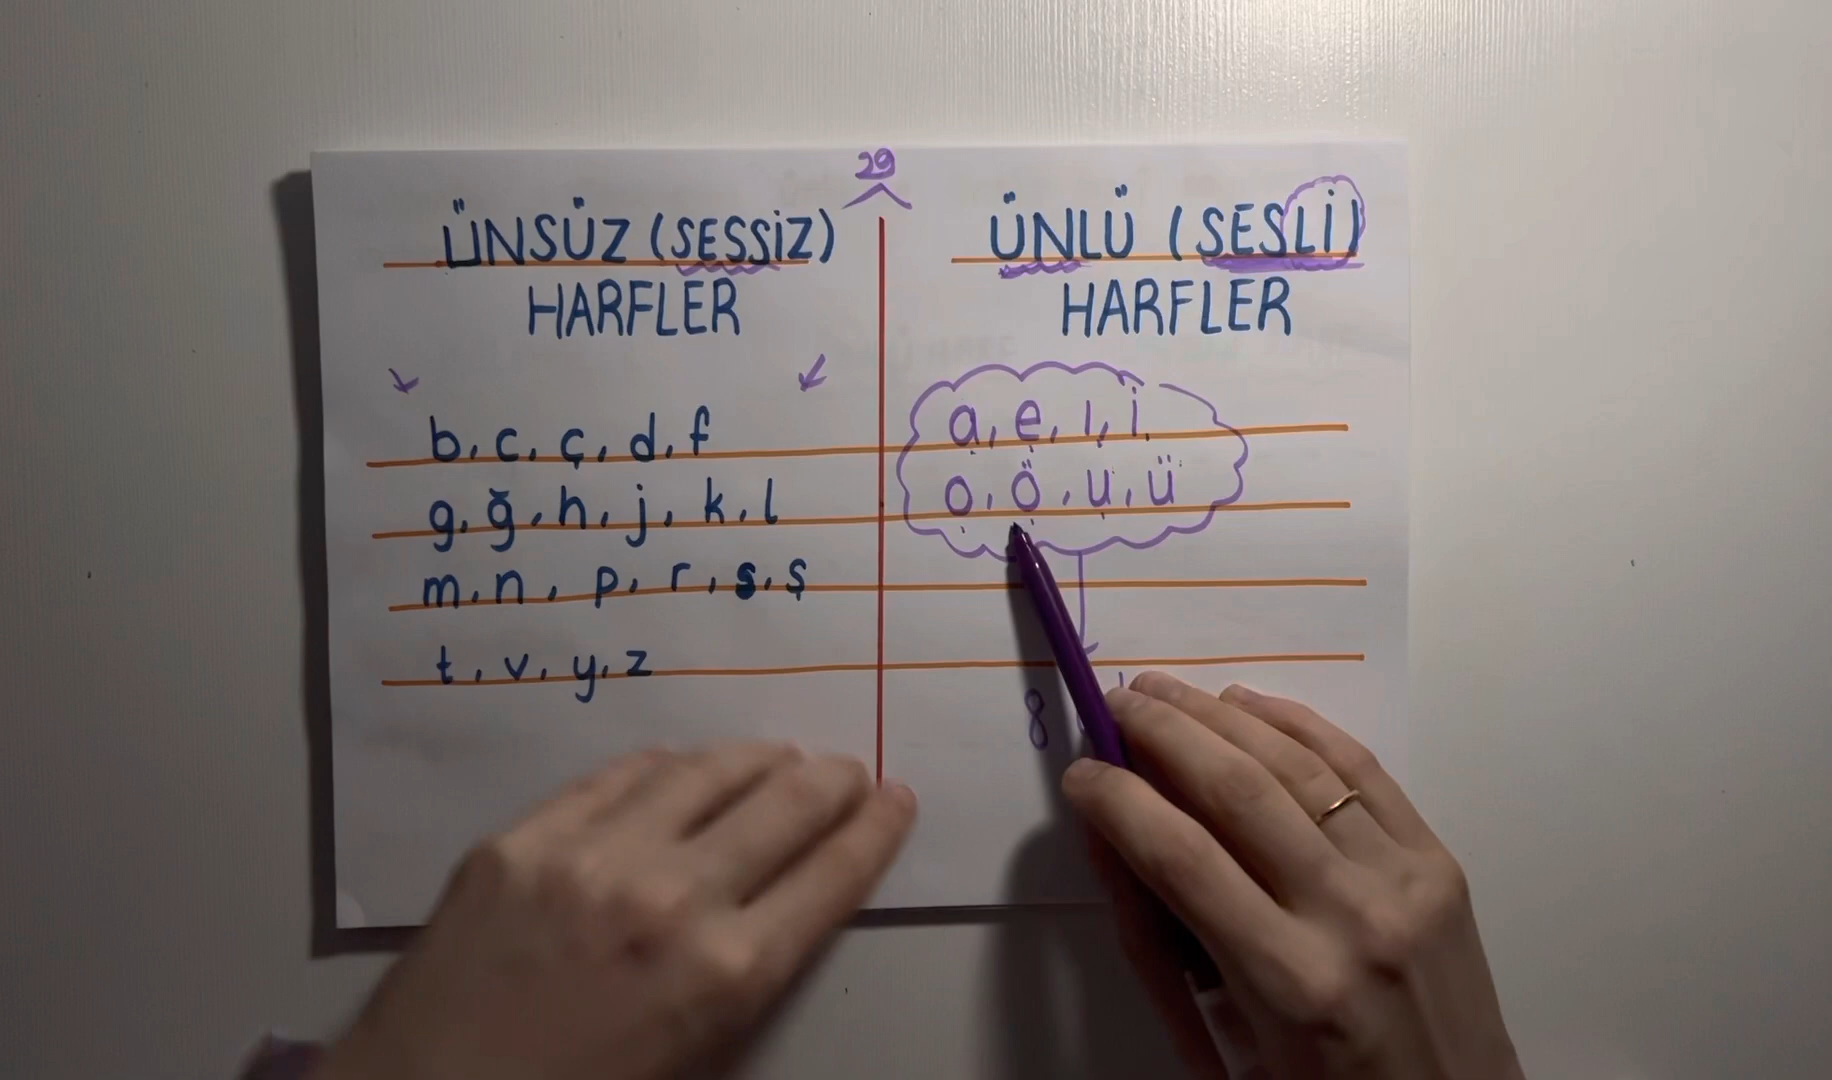 29
ÜNSÜZ (SESSİZ)
HARFLER
b, c, ç, d, f
g, ğ, h, j, k, l
m, n, p, r, s, ş
t, v, y, z
ÜNLÜ (SESLİ)
HARFLER
a, e, ı, i
o, ö, u, ü
8